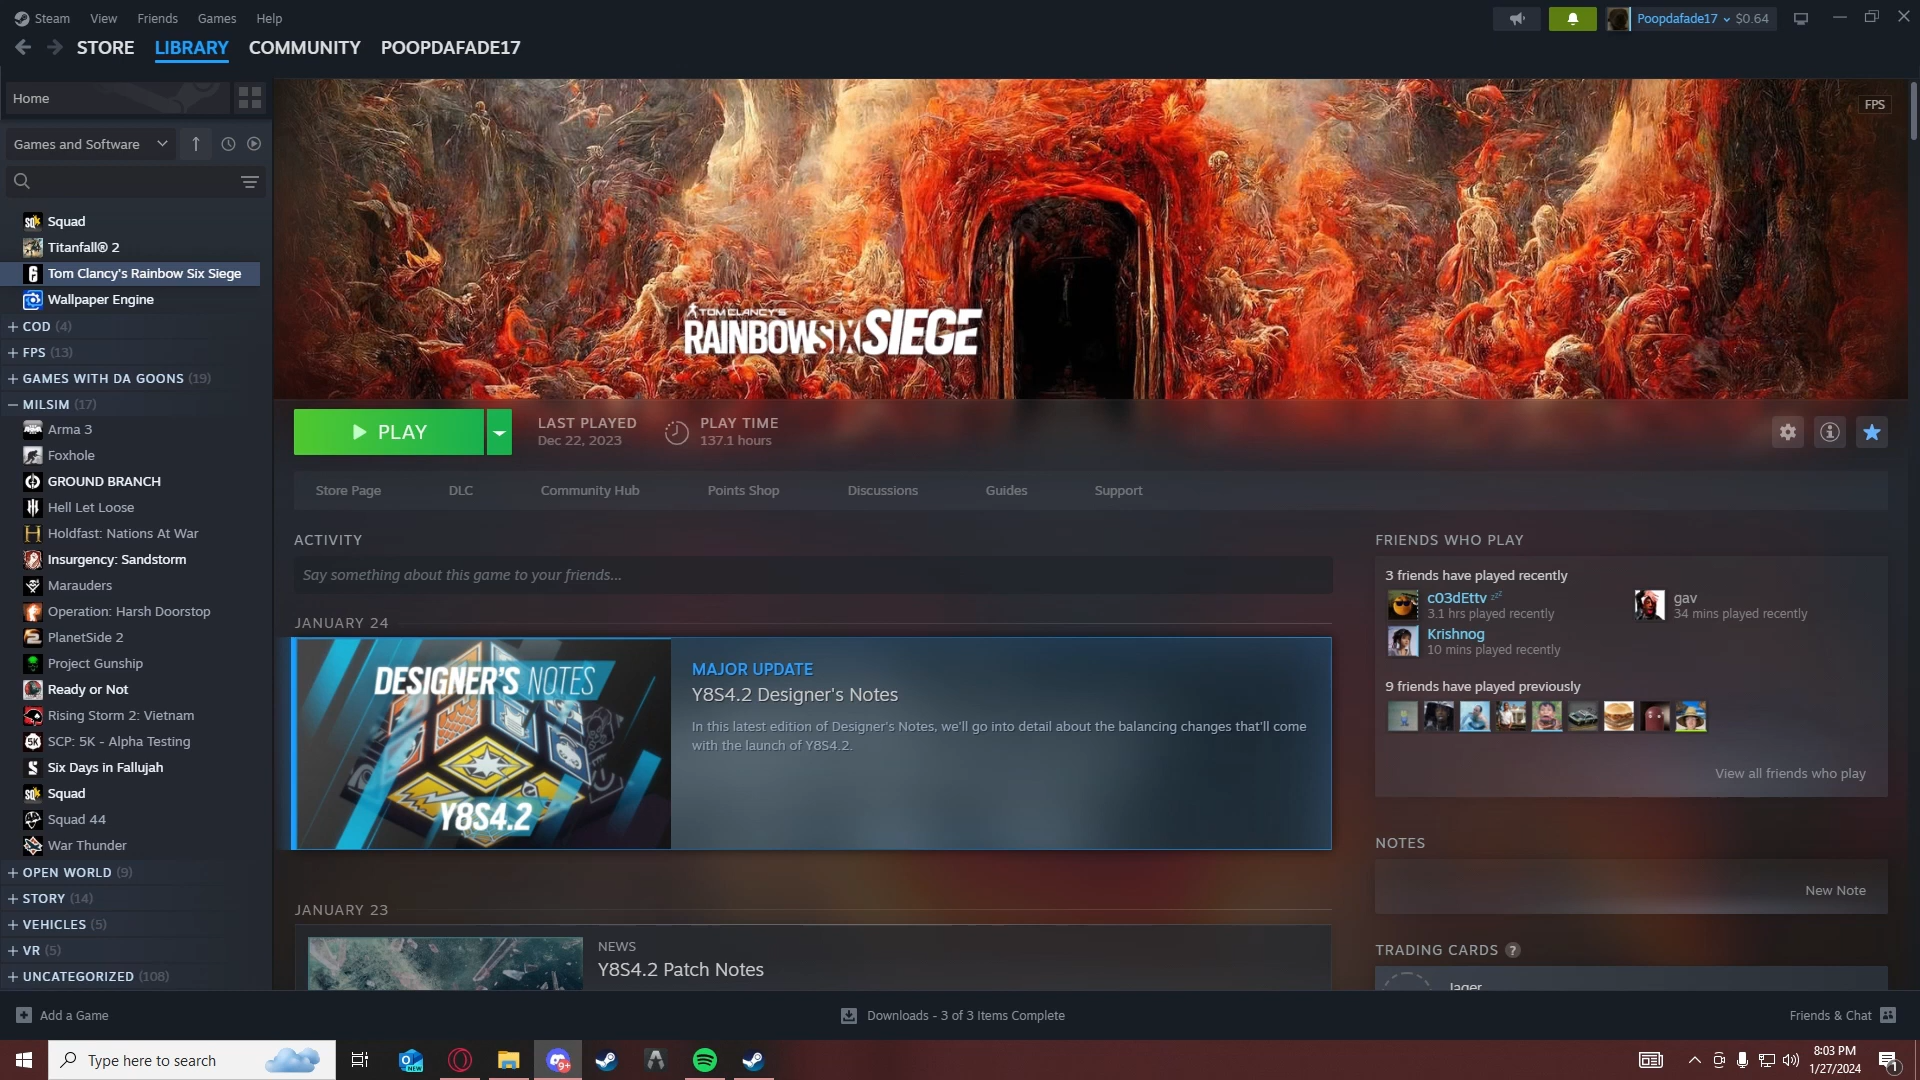 Steam View Friends Games Help
Poopdafade17 $0.64
STORE LIBRARY COMMUNITY POOPDAFADE17
Home
Games and Software
Squad
Titanfall® 2
Tom Clancy's Rainbow Six Siege
Wallpaper Engine
COD (4)
FPS (13)
GAMES WITH DA GOONS (19)
MILSIM (17)
Arma 3
Foxhole
GROUND BRANCH
Hell Let Loose
Holdfast: Nations At War
Insurgency: Sandstorm
Marauders
Operation: Harsh Doorstop
PlanetSide 2
Project Gunship
Ready or Not
Rising Storm 2: Vietnam
SCP: 5K - Alpha Testing
Six Days in Fallujah
Squad
Squad 44
War Thunder
OPEN WORLD (9)
STORY (14)
VEHICLES (5)
VR (5)
UNCATEGORIZED (108)
FPS
TOM CLANCY'S
RAINBOW SIX SIEGE
PLAY
LAST PLAYED
Dec 22, 2023
PLAY TIME
137.1 hours
Store Page DLC Community Hub Points Shop Discussions Guides Support
ACTIVITY
Say something about this game to your friends...
JANUARY 24
DESIGNER'S NOTES
Y8S4.2
MAJOR UPDATE
Y8S4.2 Designer's Notes
In this latest edition of Designer's Notes, we'll go into detail about the balancing changes that'll come
with the launch of Y8S4.2.
JANUARY 23
NEWS
Y8S4.2 Patch Notes
FRIENDS WHO PLAY
3 friends have played recently
c03dEttv zzz
3.1 hrs played recently
gav
34 mins played recently
Krishnog
10 mins played recently
9 friends have played previously
View all friends who play
NOTES
New Note
TRADING CARDS ?
Jager
Add a Game
Downloads - 3 of 3 Items Complete
Friends & Chat
Type here to search
NEW
9+
8:03 PM
1/27/2024
1